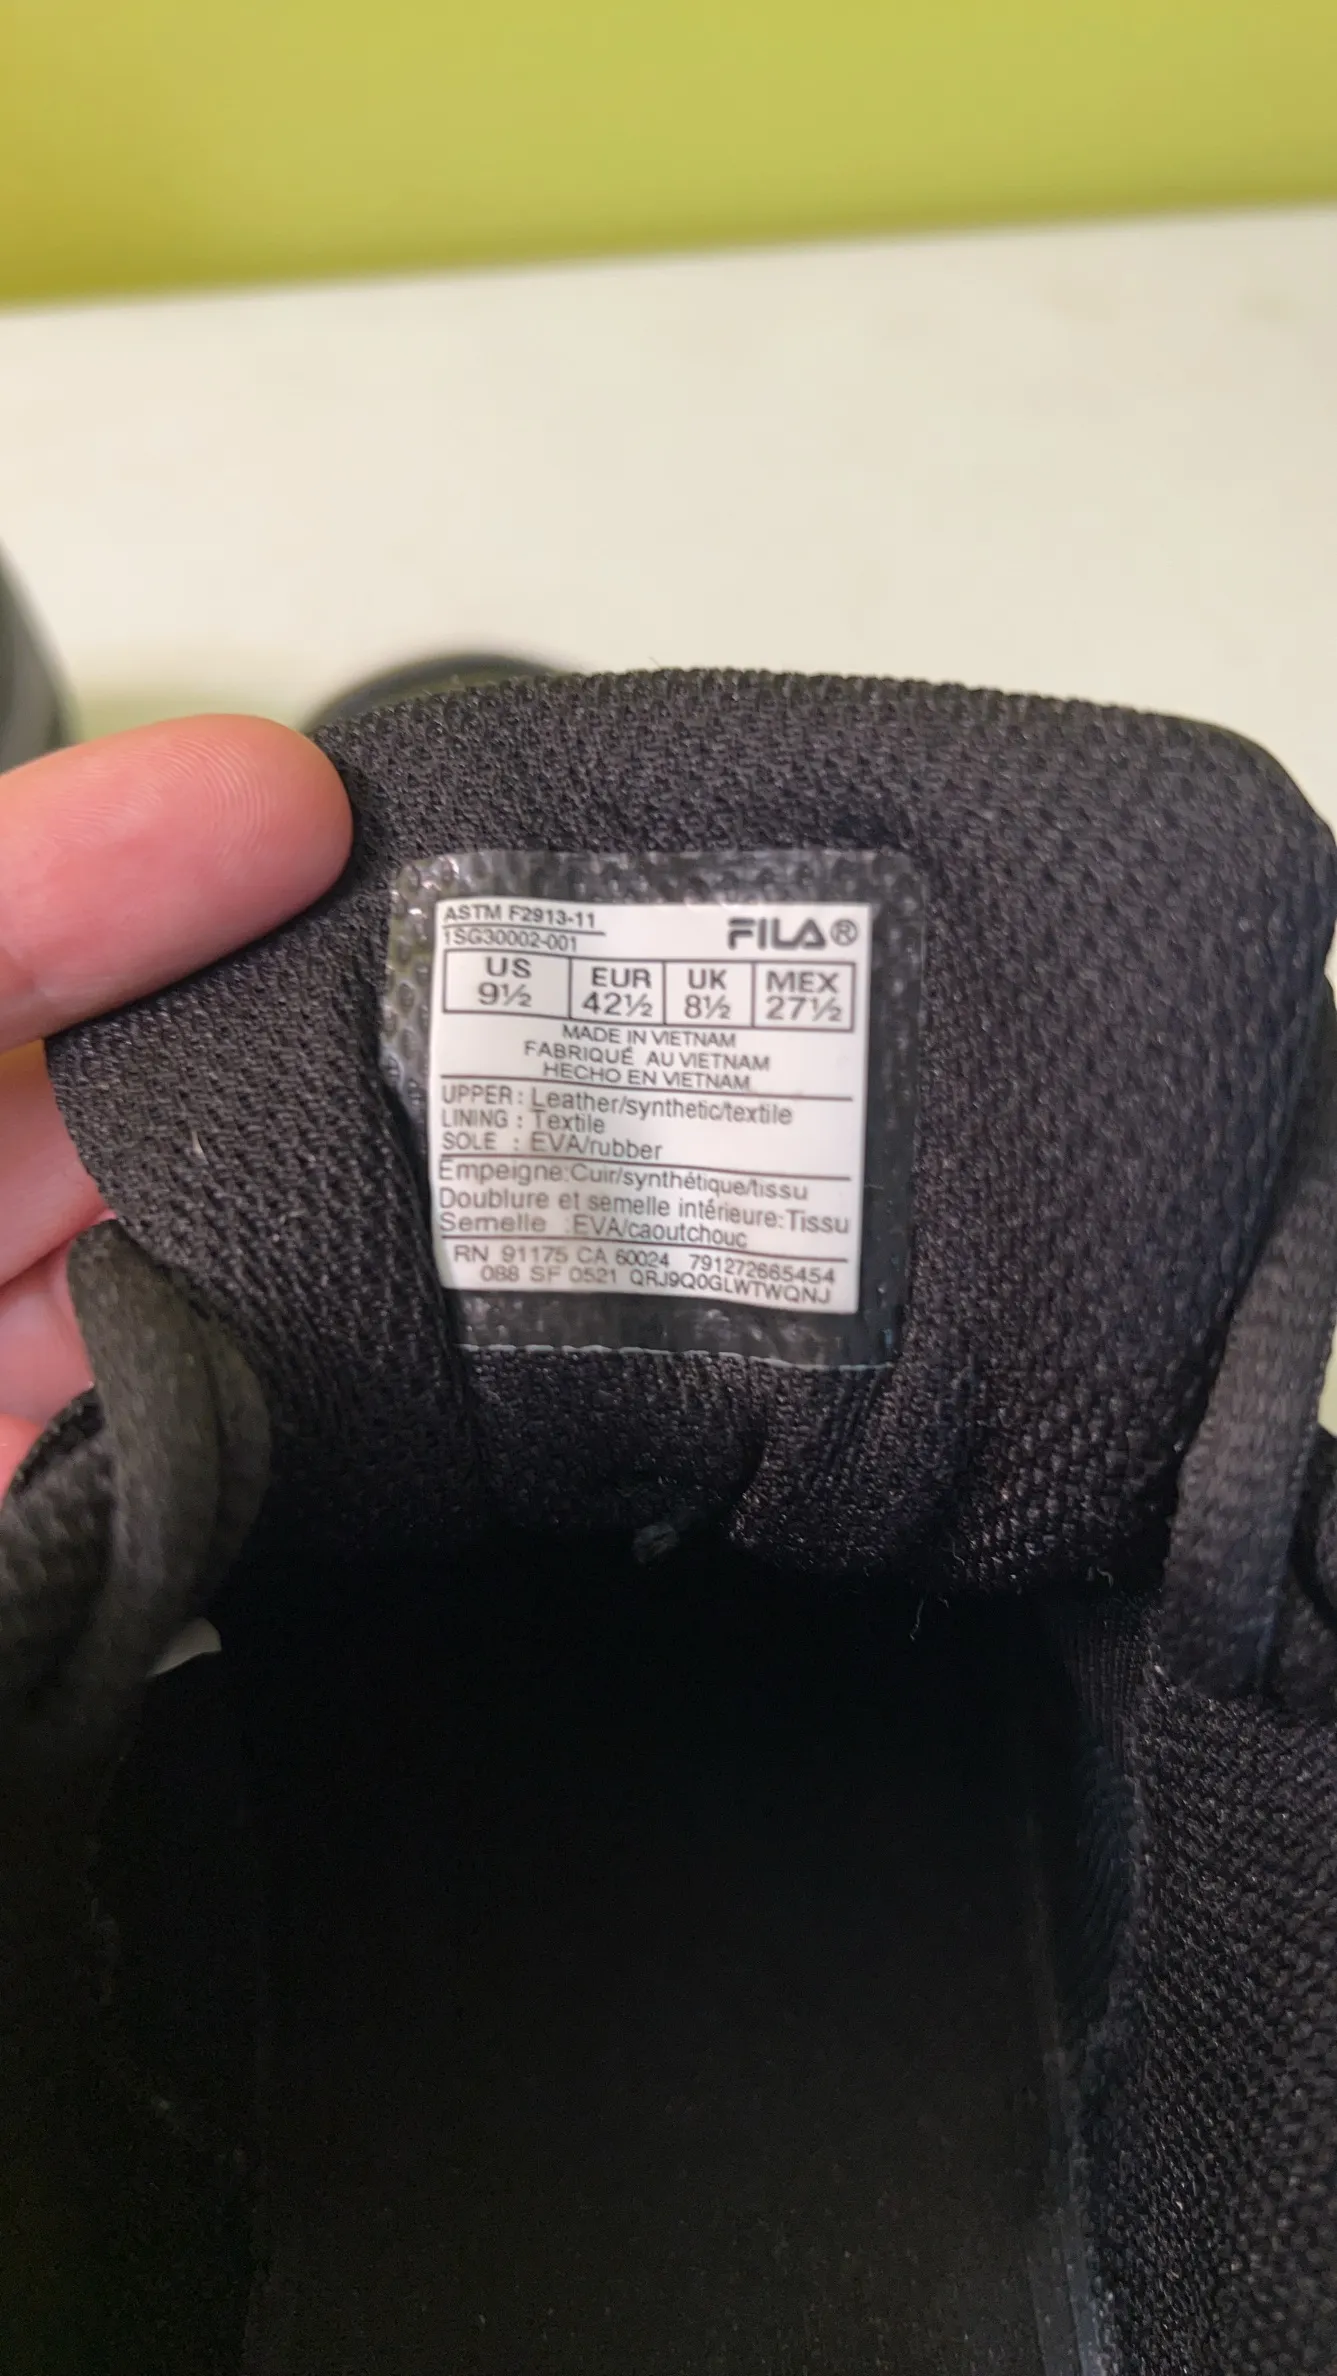 ASTM F2913-11
1SG30002-001
FILA®
US EUR UK MEX
9½ 42½ 8½ 27½
MADE IN VIETNAM
FABRIQUÉ AU VIETNAM
HECHO EN VIETNAM
UPPER : Leather/synthetic/textile
LINING : Textile
SOLE : EVA/rubber
Empeigne:Cuir/synthétique/tissu
Doublure et semelle intérieure:Tissu
Semelle :EVA/caoutchouc
RN 91175 CA 60024 791272665454
088 SF 0521 QRJ9Q0GLWTWQNJ